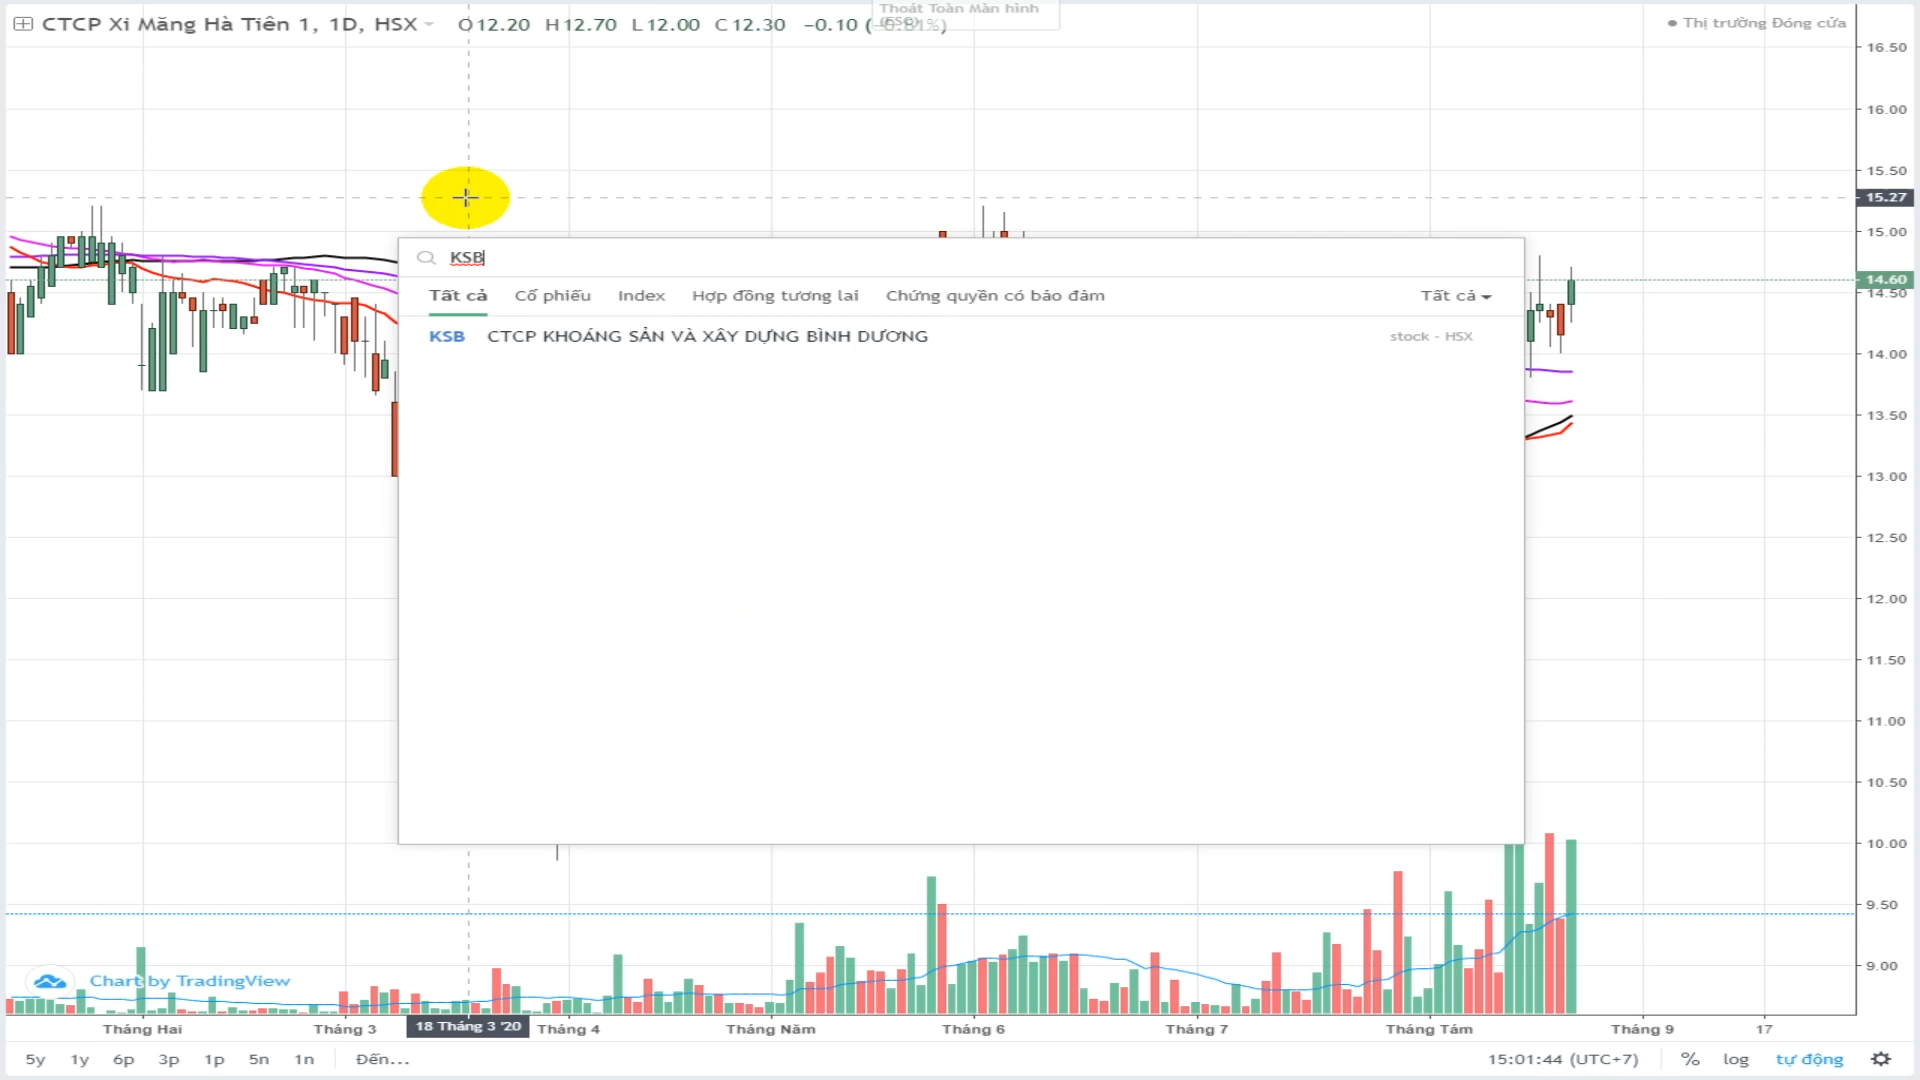 Thoát Toàn Màn hình
(ESC)
CTCP Xi Măng Hà Tiên 1, 1D, HSX O12.20 H12.70 L12.00 C12.30 −0.10 (−0.81%)
Thị trường Đóng cửa
16.50
16.00
15.50
15.27
15.00
14.60
14.50
14.00
13.50
13.00
12.50
12.00
11.50
11.00
10.50
10.00
9.50
9.00
KSB
Tất cả Cổ phiếu Index Hợp đồng tương lai Chứng quyền có bảo đảm Tất cả
KSB CTCP KHOÁNG SẢN VÀ XÂY DỰNG BÌNH DƯƠNG stock - HSX
Chart by TradingView
Tháng Hai Tháng 3 18 Tháng 3 '20 Tháng 4 Tháng Năm Tháng 6 Tháng 7 Tháng Tám Tháng 9 17
5y 1y 6p 3p 1p 5n 1n Đến... 15:01:44 (UTC+7) % log tự động